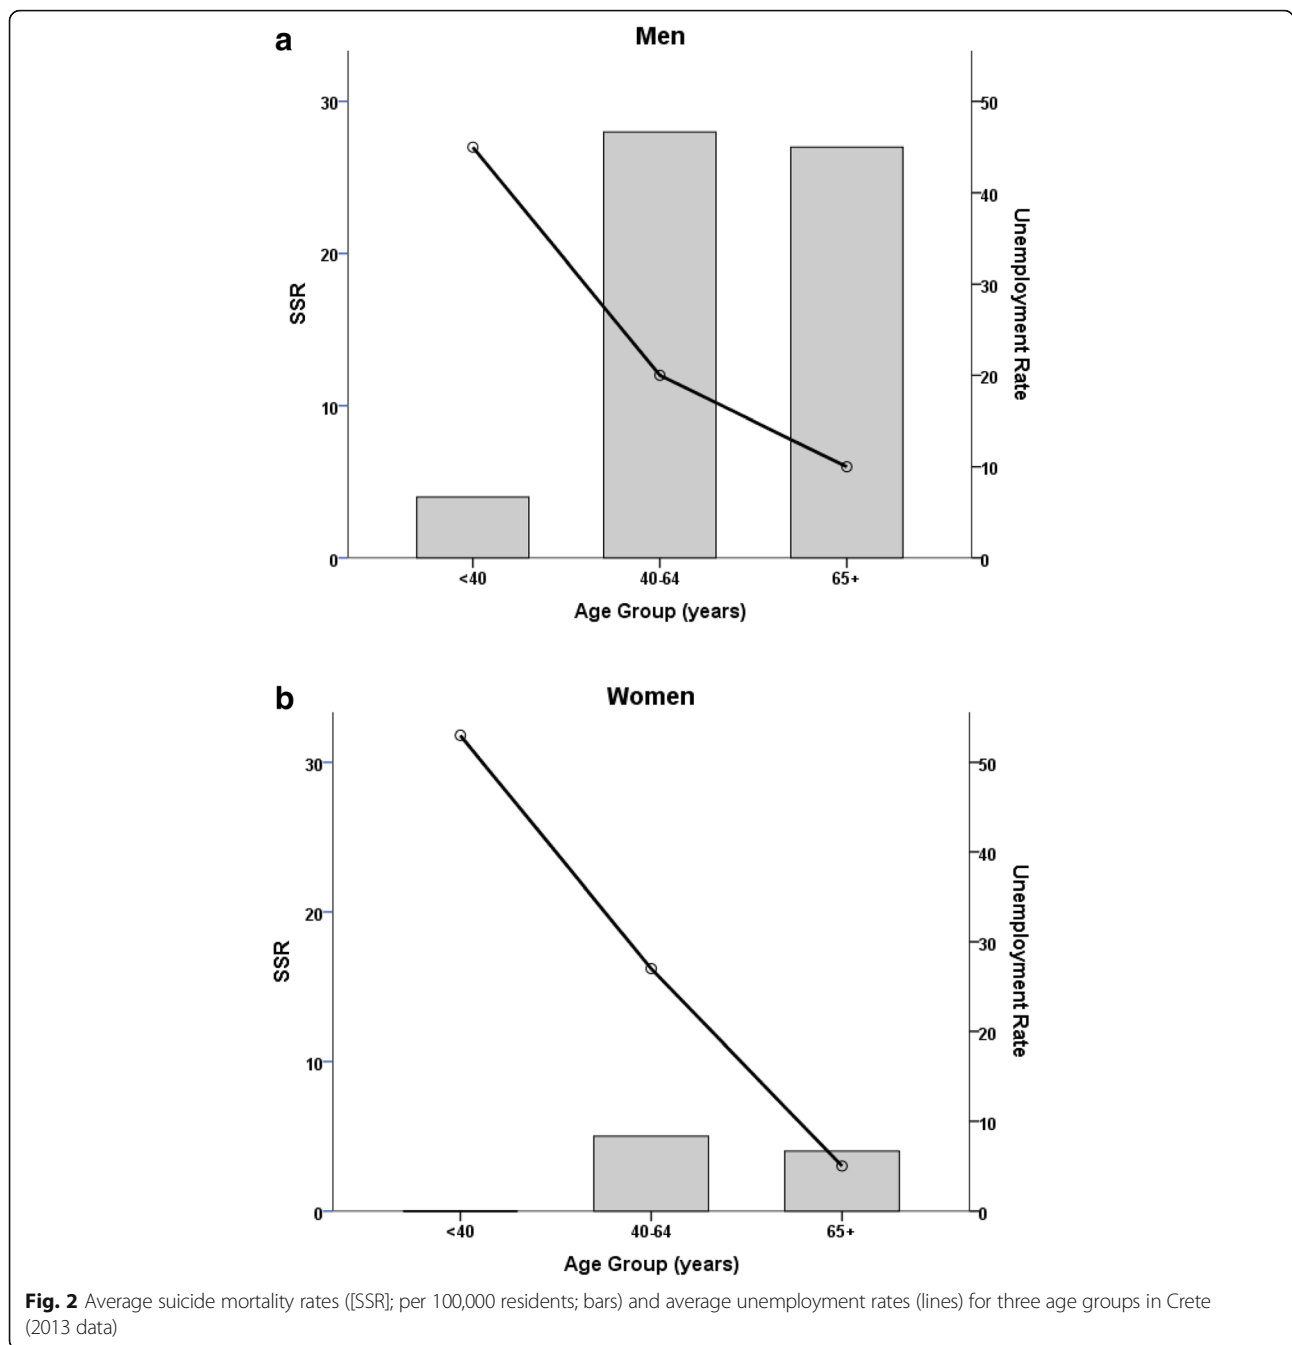 a
Men
30
20
10
0
SSR
50
40
30
20
10
0
Unemployment Rate
<40 40-64 65+
Age Group (years)
b
Women
30
20
10
0
SSR
50
40
30
20
10
0
Unemployment Rate
<40 40-64 65+
Age Group (years)
Fig. 2 Average suicide mortality rates ([SSR]; per 100,000 residents; bars) and average unemployment rates (lines) for three age groups in Crete
(2013 data)